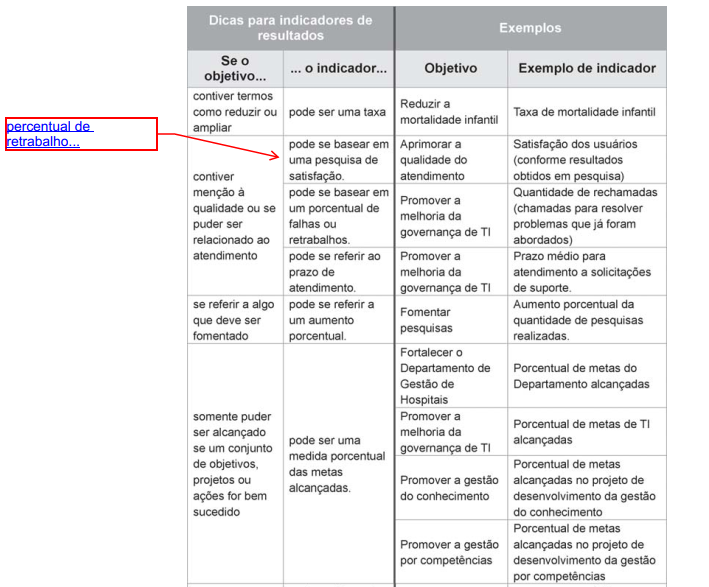 Dicas para indicadores de
resultados
Exemplos
Se o
objetivo...
... o indicador...
Objetivo
Exemplo de indicador
contiver termos
como reduzir ou
ampliar
pode ser uma taxa
Reduzir a
mortalidade infantil
Taxa de mortalidade infantil
percentual de
retrabalho...
contiver
menção à
qualidade ou se
puder ser
relacionado ao
atendimento
pode se basear em
uma pesquisa de
satisfação.
Aprimorar a
qualidade do
atendimento
Satisfação dos usuários
(conforme resultados
obtidos em pesquisa)
pode se basear em
um porcentual de
falhas ou
retrabalhos.
Promover a
melhoria da
governança de TI
Quantidade de rechamadas
(chamadas para resolver
problemas que já foram
abordados)
pode se referir ao
prazo de
atendimento.
Promover a
melhoria da
governança de TI
Prazo médio para
atendimento a solicitações
de suporte.
se referir a algo
que deve ser
fomentado
pode se referir a
um aumento
porcentual.
Fomentar
pesquisas
Aumento porcentual da
quantidade de pesquisas
realizadas.
somente puder
ser alcançado
se um conjunto
de objetivos,
projetos ou
ações for bem
sucedido
pode ser uma
medida porcentual
das metas
alcançadas.
Fortalecer o
Departamento de
Gestão de
Hospitais
Porcentual de metas do
Departamento alcançadas
Promover a
melhoria da
governança de TI
Porcentual de metas de TI
alcançadas
Promover a gestão
do conhecimento
Porcentual de metas
alcançadas no projeto de
desenvolvimento da gestão
do conhecimento
Promover a gestão
por competências
Porcentual de metas
alcançadas no projeto de
desenvolvimento da gestão
por competências